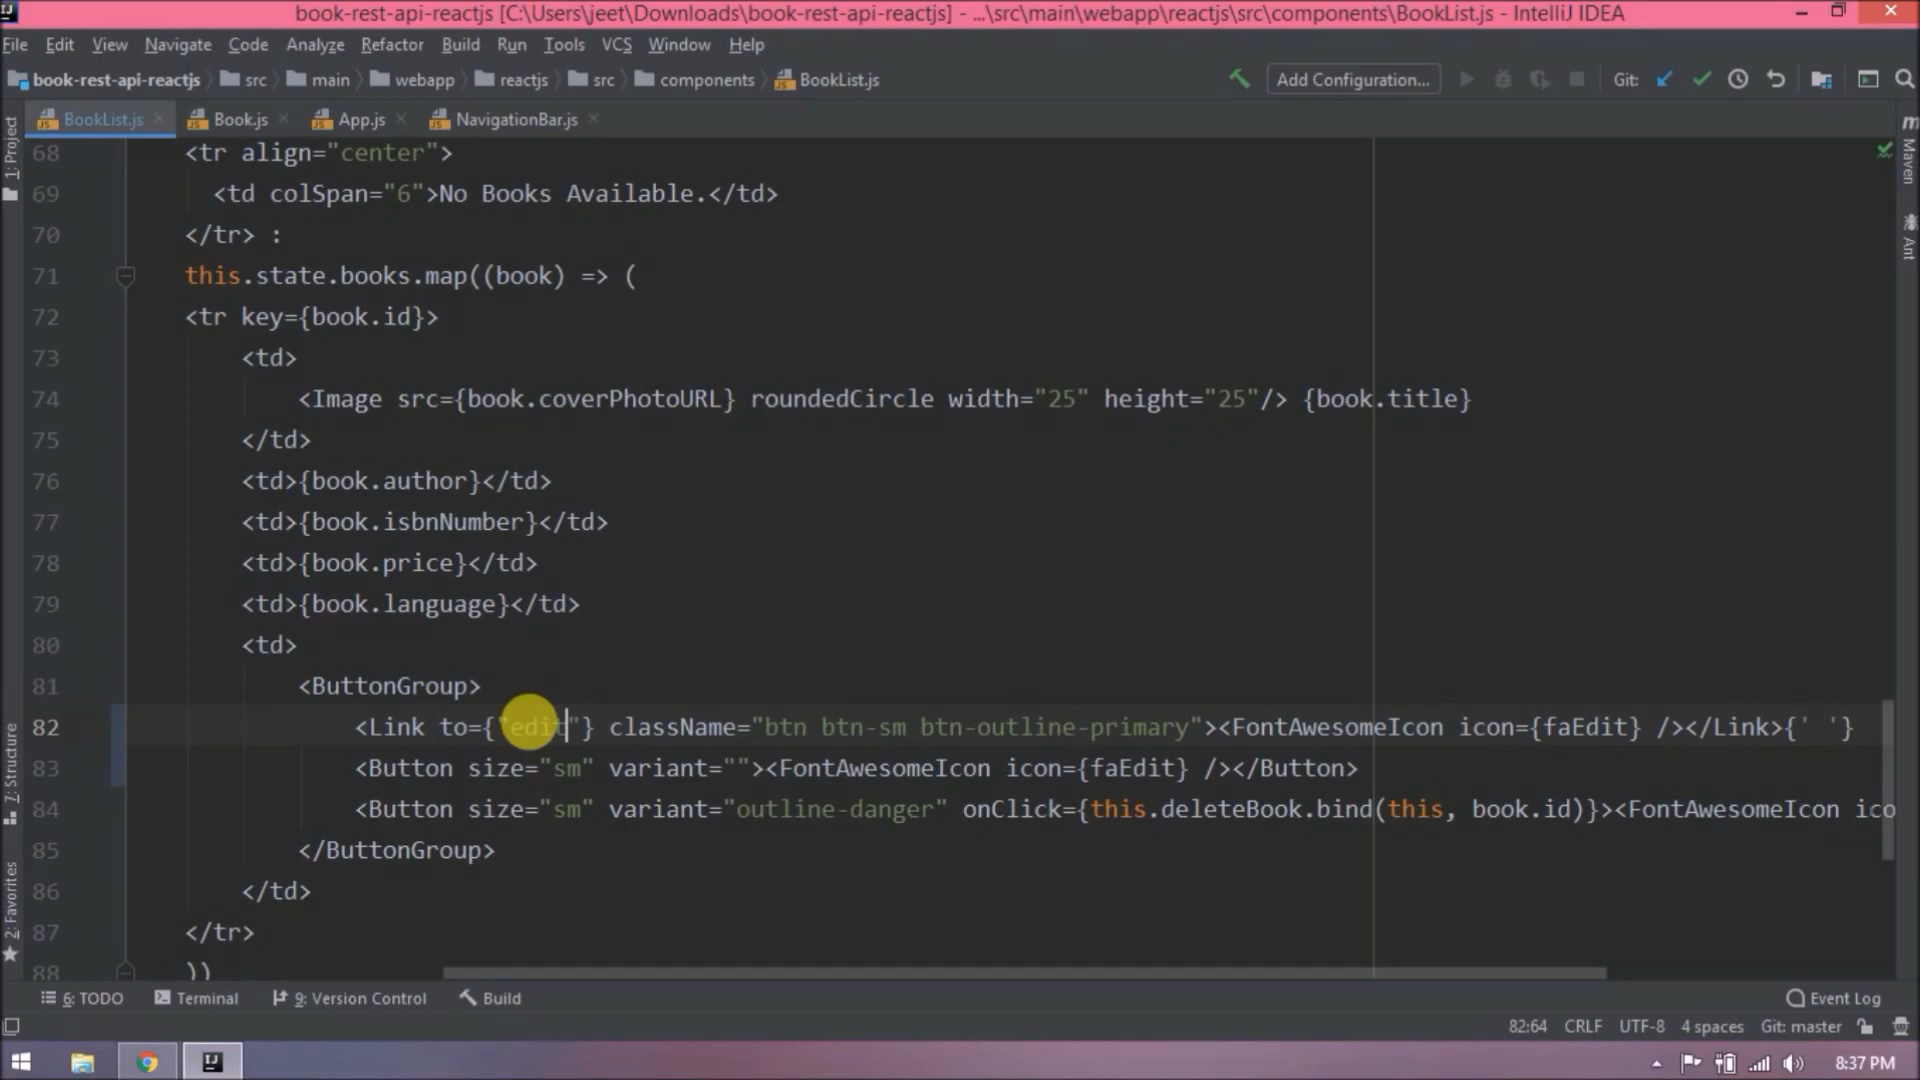 book-rest-api-reactjs [C:\Users\jeet\Downloads\book-rest-api-reactjs] - ...\src\main\webapp\reactjs\src\components\BookList.js - IntelliJ IDEA
File Edit View Navigate Code Analyze Refactor Build Run Tools VCS Window Help
book-rest-api-reactjs src main webapp reactjs src components BookList.js Add Configuration... Git:
BookList.js Book.js App.js NavigationBar.js
1: Project
7: Structure
2: Favorites
68 <tr align="center">
69 <td colSpan="6">No Books Available.</td>
70 </tr> :
71 this.state.books.map((book) => (
72 <tr key={book.id}>
73 <td>
74 <Image src={book.coverPhotoURL} roundedCircle width="25" height="25"/> {book.title}
75 </td>
76 <td>{book.author}</td>
77 <td>{book.isbnNumber}</td>
78 <td>{book.price}</td>
79 <td>{book.language}</td>
80 <td>
81 <ButtonGroup>
82 <Link to={"edit"} className="btn btn-sm btn-outline-primary"><FontAwesomeIcon icon={faEdit} /></Link>{' '}
83 <Button size="sm" variant=""><FontAwesomeIcon icon={faEdit} /></Button>
84 <Button size="sm" variant="outline-danger" onClick={this.deleteBook.bind(this, book.id)}><FontAwesomeIcon ico
85 </ButtonGroup>
86 </td>
87 </tr>
88 ))
Maven
Ant
6: TODO Terminal 9: Version Control Build Event Log
82:64 CRLF UTF-8 4 spaces Git: master
8:37 PM